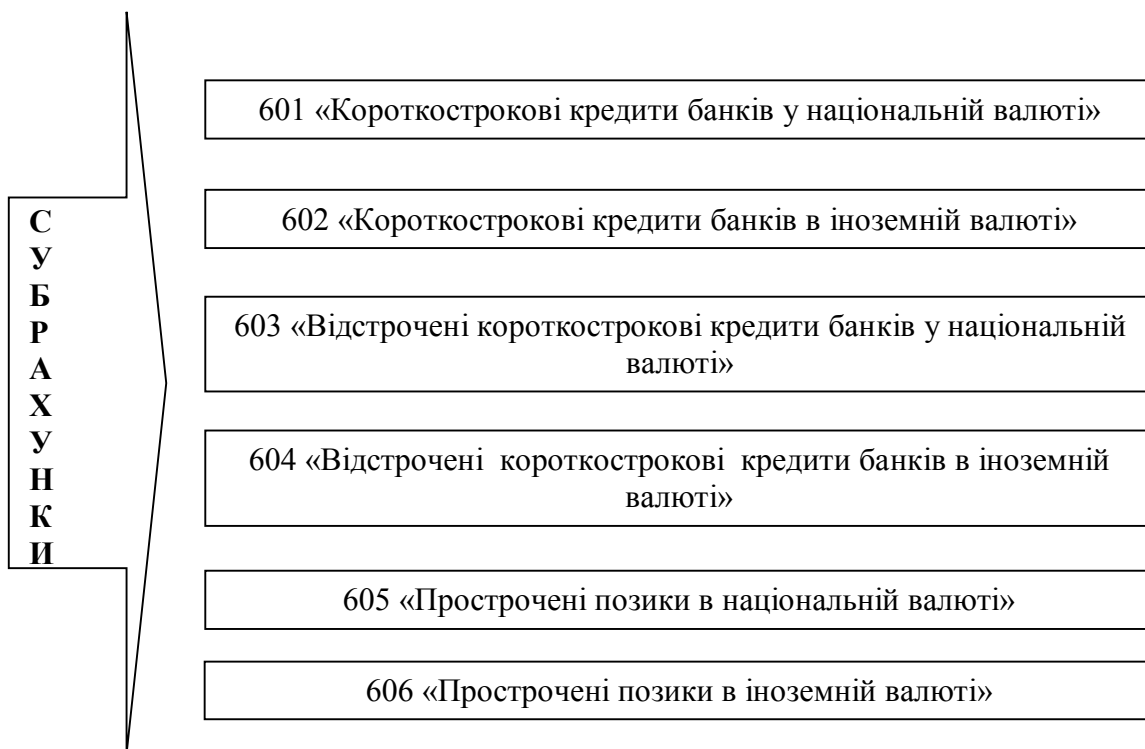 С
У
Б
Р
А
Х
У
Н
К
И
601 «Короткострокові кредити банків у національній валюті»
602 «Короткострокові кредити банків в іноземній валюті»
603 «Відстрочені короткострокові кредити банків у національній
валюті»
604 «Відстрочені короткострокові кредити банків в іноземній
валюті»
605 «Прострочені позики в національній валюті»
606 «Прострочені позики в іноземній валюті»